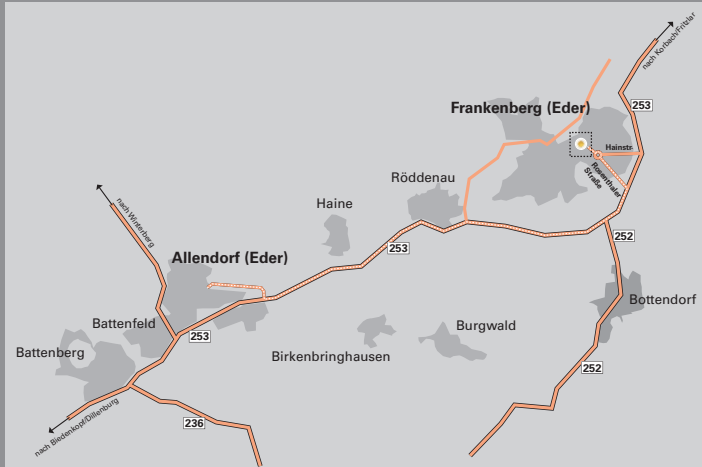 nach Korbach/Fritzlar
253
Frankenberg (Eder)
Hainstr.
Rosenthaler
Straße
Röddenau
Haine
nach Winterberg
252
253
Allendorf (Eder)
Bottendorf
Battenfeld
253
Burgwald
Battenberg
Birkenbringhausen
252
nach Biedenkopf/Dillenburg
236